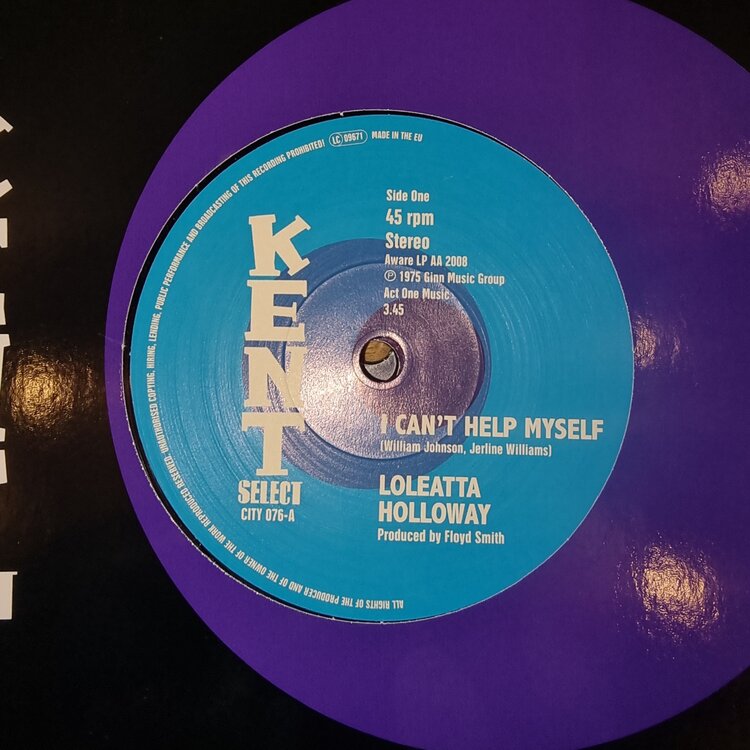 ALL RIGHTS OF THE PRODUCER AND OF THE OWNER OF THE WORK REPRODUCED RESERVED. UNAUTHORISED COPYING, HIRING, LENDING, PUBLIC PERFORMANCE AND BROADCASTING OF THIS RECORDING PROHIBITED! LC 09671 MADE IN THE EU
Side One
45 rpm
Stereo
Aware LP AA 2008
℗ 1975 Ginn Music Group
Act One Music
3.45
KENT
SELECT
CITY 076-A
I CAN'T HELP MYSELF
(William Johnson, Jerline Williams)
LOLEATTA
HOLLOWAY
Produced by Floyd Smith